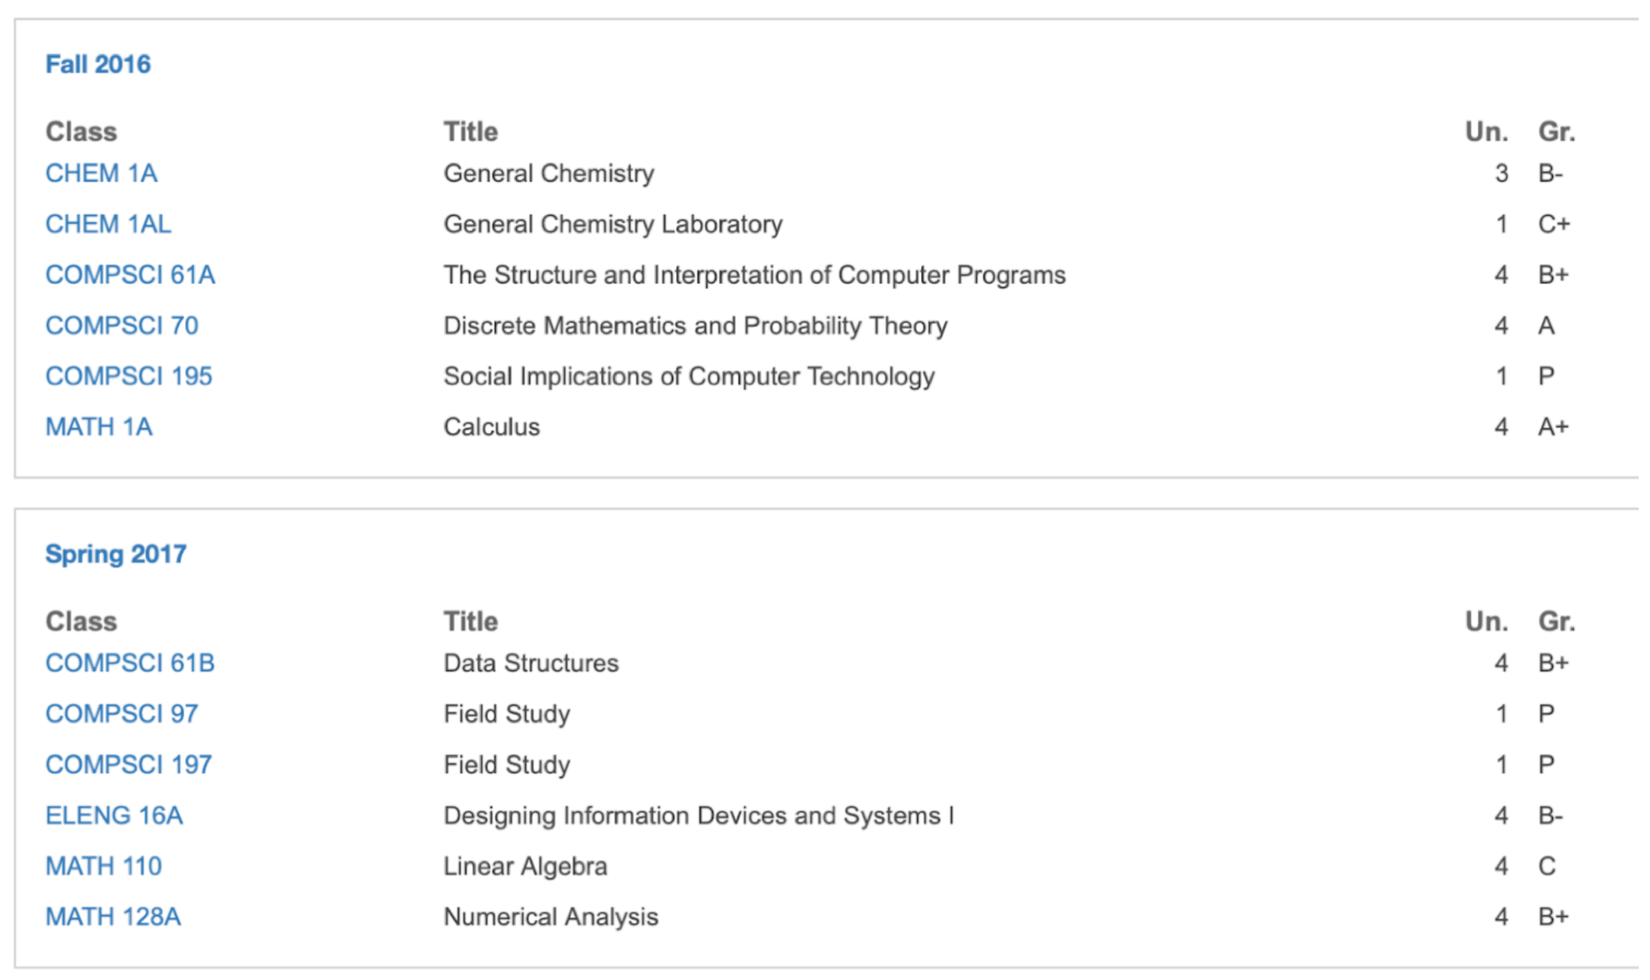 Fall 2016
Class Title Un. Gr.
CHEM 1A General Chemistry 3 B-
CHEM 1AL General Chemistry Laboratory 1 C+
COMPSCI 61A The Structure and Interpretation of Computer Programs 4 B+
COMPSCI 70 Discrete Mathematics and Probability Theory 4 A
COMPSCI 195 Social Implications of Computer Technology 1 P
MATH 1A Calculus 4 A+
Spring 2017
Class Title Un. Gr.
COMPSCI 61B Data Structures 4 B+
COMPSCI 97 Field Study 1 P
COMPSCI 197 Field Study 1 P
ELENG 16A Designing Information Devices and Systems I 4 B-
MATH 110 Linear Algebra 4 C
MATH 128A Numerical Analysis 4 B+